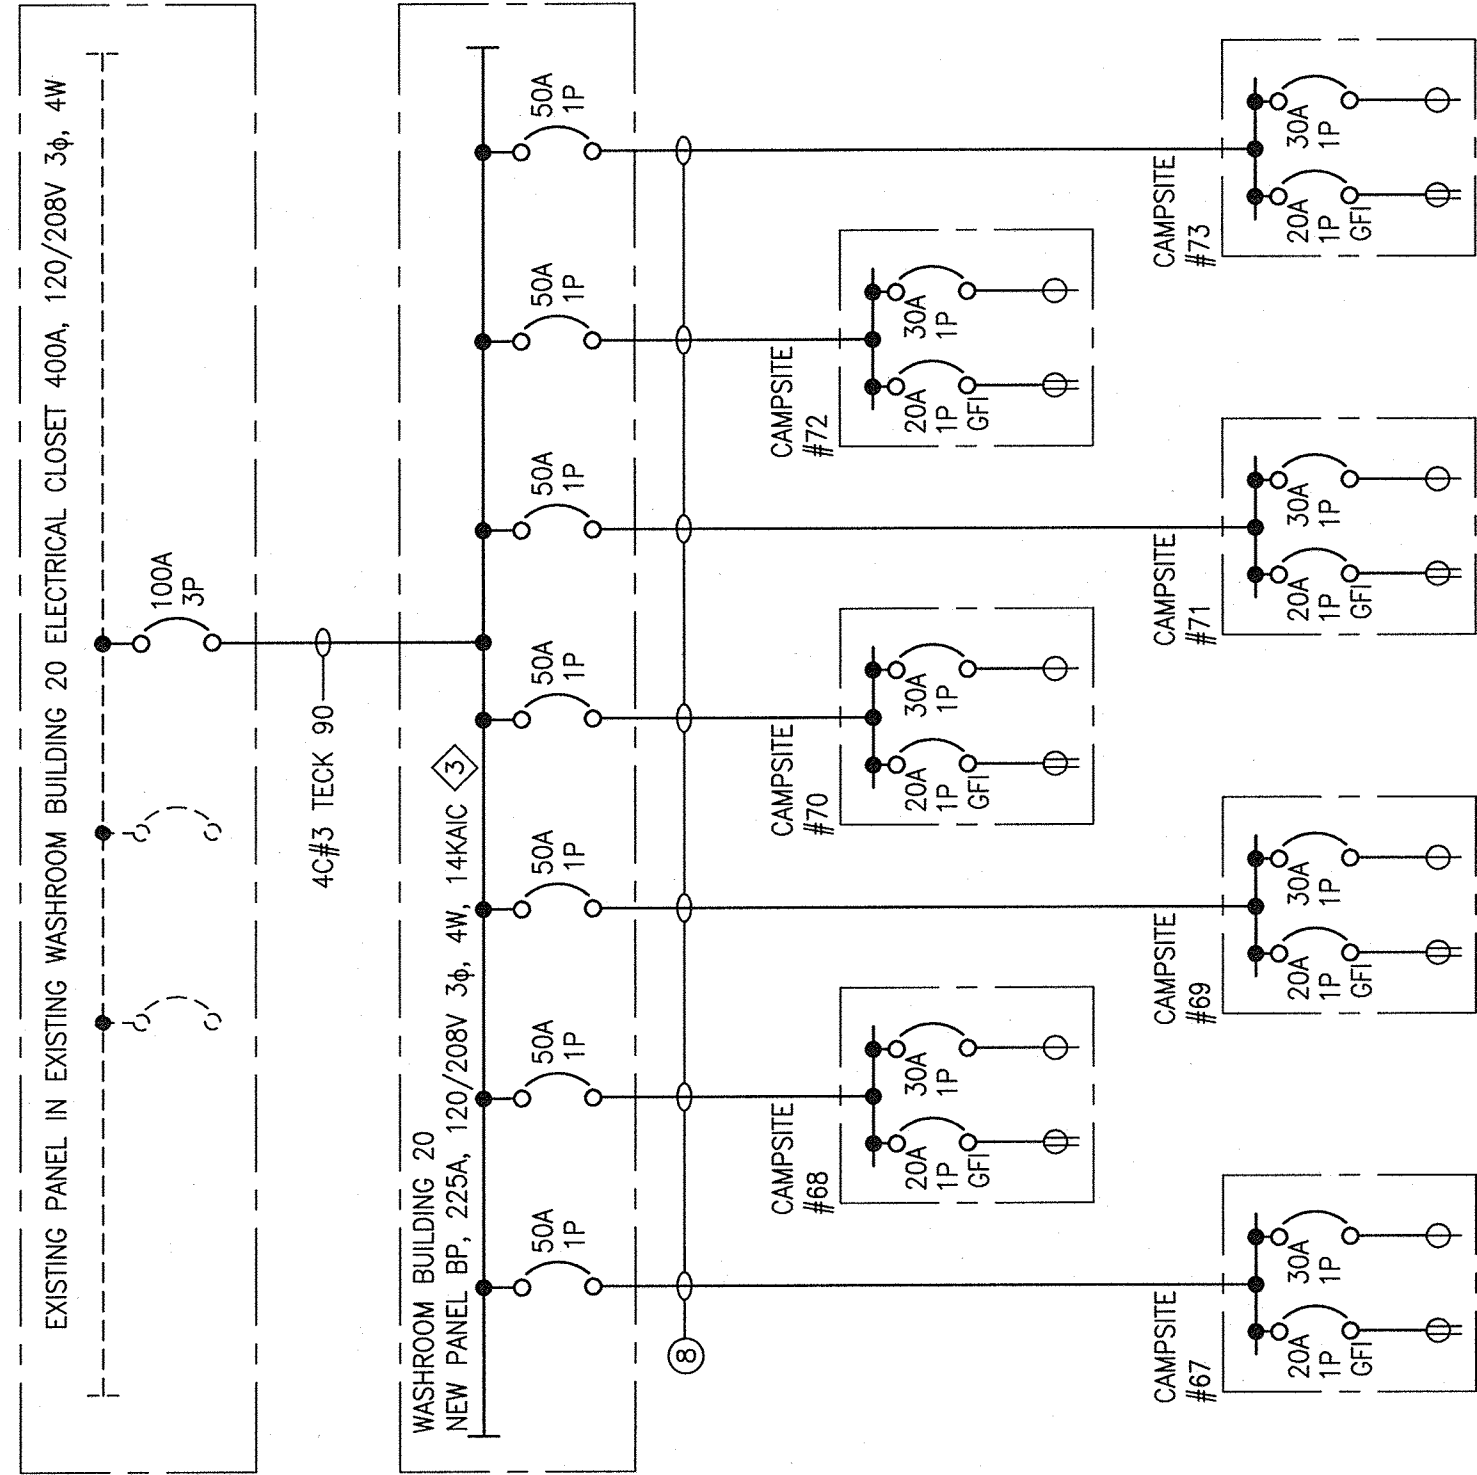 EXISTING PANEL IN EXISTING WASHROOM BUILDING 20 ELECTRICAL CLOSET 400A, 120/208V 3ϕ, 4W
100A
3P
4C#3 TECK 90
WASHROOM BUILDING 20
NEW PANEL BP, 225A, 120/208V 3ϕ, 4W, 14KAIC
3
50A
1P
50A
1P
50A
1P
50A
1P
50A
1P
50A
1P
50A
1P
8
CAMPSITE
#68
20A
1P
GFI
30A
1P
CAMPSITE
#70
20A
1P
GFI
30A
1P
CAMPSITE
#72
20A
1P
GFI
30A
1P
CAMPSITE
#67
20A
1P
GFI
30A
1P
CAMPSITE
#69
20A
1P
GFI
30A
1P
CAMPSITE
#71
20A
1P
GFI
30A
1P
CAMPSITE
#73
20A
1P
GFI
30A
1P